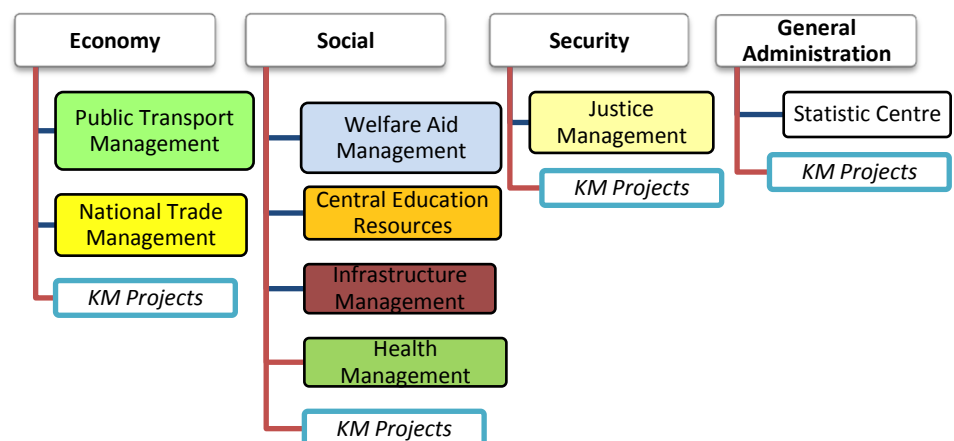 Economy
Public Transport
Management
National Trade
Management
KM Projects
Social
Welfare Aid
Management
Central Education
Resources
Infrastructure
Management
Health
Management
KM Projects
Security
Justice
Management
KM Projects
General
Administration
Statistic Centre
KM Projects